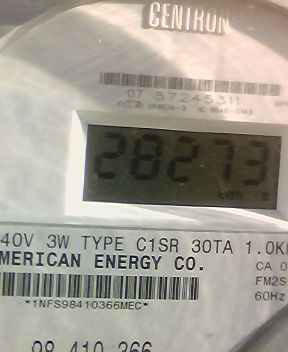 CENTRON
07 57245311
28273
kWh
40V 3W TYPE C1SR 30TA 1.0K
MERICAN ENERGY CO.
CA 0
FM2S
60Hz
*1NFS98410366MEC*
98 410 366